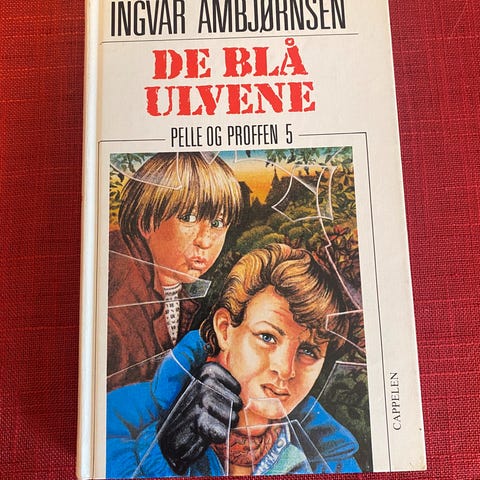 INGVAR AMBJØRNSEN
DE BLÅ
ULVENE
PELLE OG PROFFEN 5
CAPPELEN